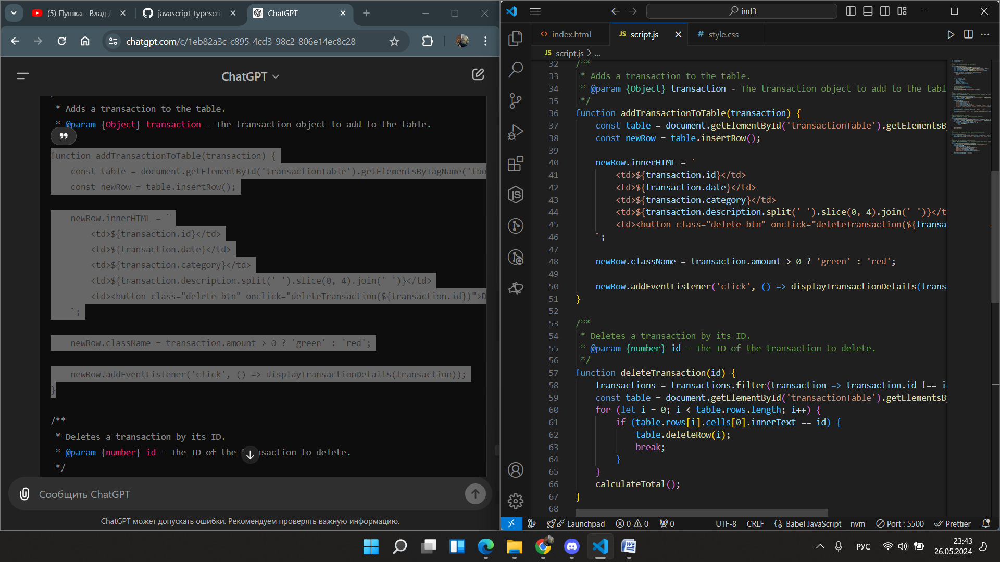 (5) Пушка - Влад
javascript_typescri
ChatGPT
chatgpt.com/c/1eb82a3c-c895-4cd3-98c2-806e14ec8c28
ChatGPT
* Adds a transaction to the table.
* @param {Object} transaction - The transaction object to add to the table.
function addTransactionToTable(transaction) {
const table = document.getElementById('transactionTable').getElementsByTagName('tbo
const newRow = table.insertRow();
newRow.innerHTML = `
<td>${transaction.id}</td>
<td>${transaction.date}</td>
<td>${transaction.category}</td>
<td>${transaction.description.split(' ').slice(0, 4).join(' ')}</td>
<td><button class="delete-btn" onclick="deleteTransaction(${transaction.id})">D
`;
newRow.className = transaction.amount > 0 ? 'green' : 'red';
newRow.addEventListener('click', () => displayTransactionDetails(transaction));
}
/**
* Deletes a transaction by its ID.
* @param {number} id - The ID of the transaction to delete.
*/
Сообщить ChatGPT
ChatGPT может допускать ошибки. Рекомендуем проверять важную информацию.
ind3
index.html
JS script.js
# style.css
JS script.js > ...
32 /**
33 * Adds a transaction to the table.
34 * @param {Object} transaction - The transaction object to add to the tabl
35 */
36 function addTransactionToTable(transaction) {
37 const table = document.getElementById('transactionTable').getElementsBy
38 const newRow = table.insertRow();
39
40 newRow.innerHTML = `
41 <td>${transaction.id}</td>
42 <td>${transaction.date}</td>
43 <td>${transaction.category}</td>
44 <td>${transaction.description.split(' ').slice(0, 4).join(' ')}</t
45 <td><button class="delete-btn" onclick="deleteTransaction(${transa
46 `;
47
48 newRow.className = transaction.amount > 0 ? 'green' : 'red';
49
50 newRow.addEventListener('click', () => displayTransactionDetails(trans
51 }
52
53 /**
54 * Deletes a transaction by its ID.
55 * @param {number} id - The ID of the transaction to delete.
56 */
57 function deleteTransaction(id) {
58 transactions = transactions.filter(transaction => transaction.id !== i
59 const table = document.getElementById('transactionTable').getElementsBy
60 for (let i = 0; i < table.rows.length; i++) {
61 if (table.rows[i].cells[0].innerText == id) {
62 table.deleteRow(i);
63 break;
64 }
65 }
66 calculateTotal();
67 }
68
Launchpad 0 0 0 UTF-8 CRLF {} Babel JavaScript nvm Port : 5500 Prettier
РУС
23:43
26.05.2024